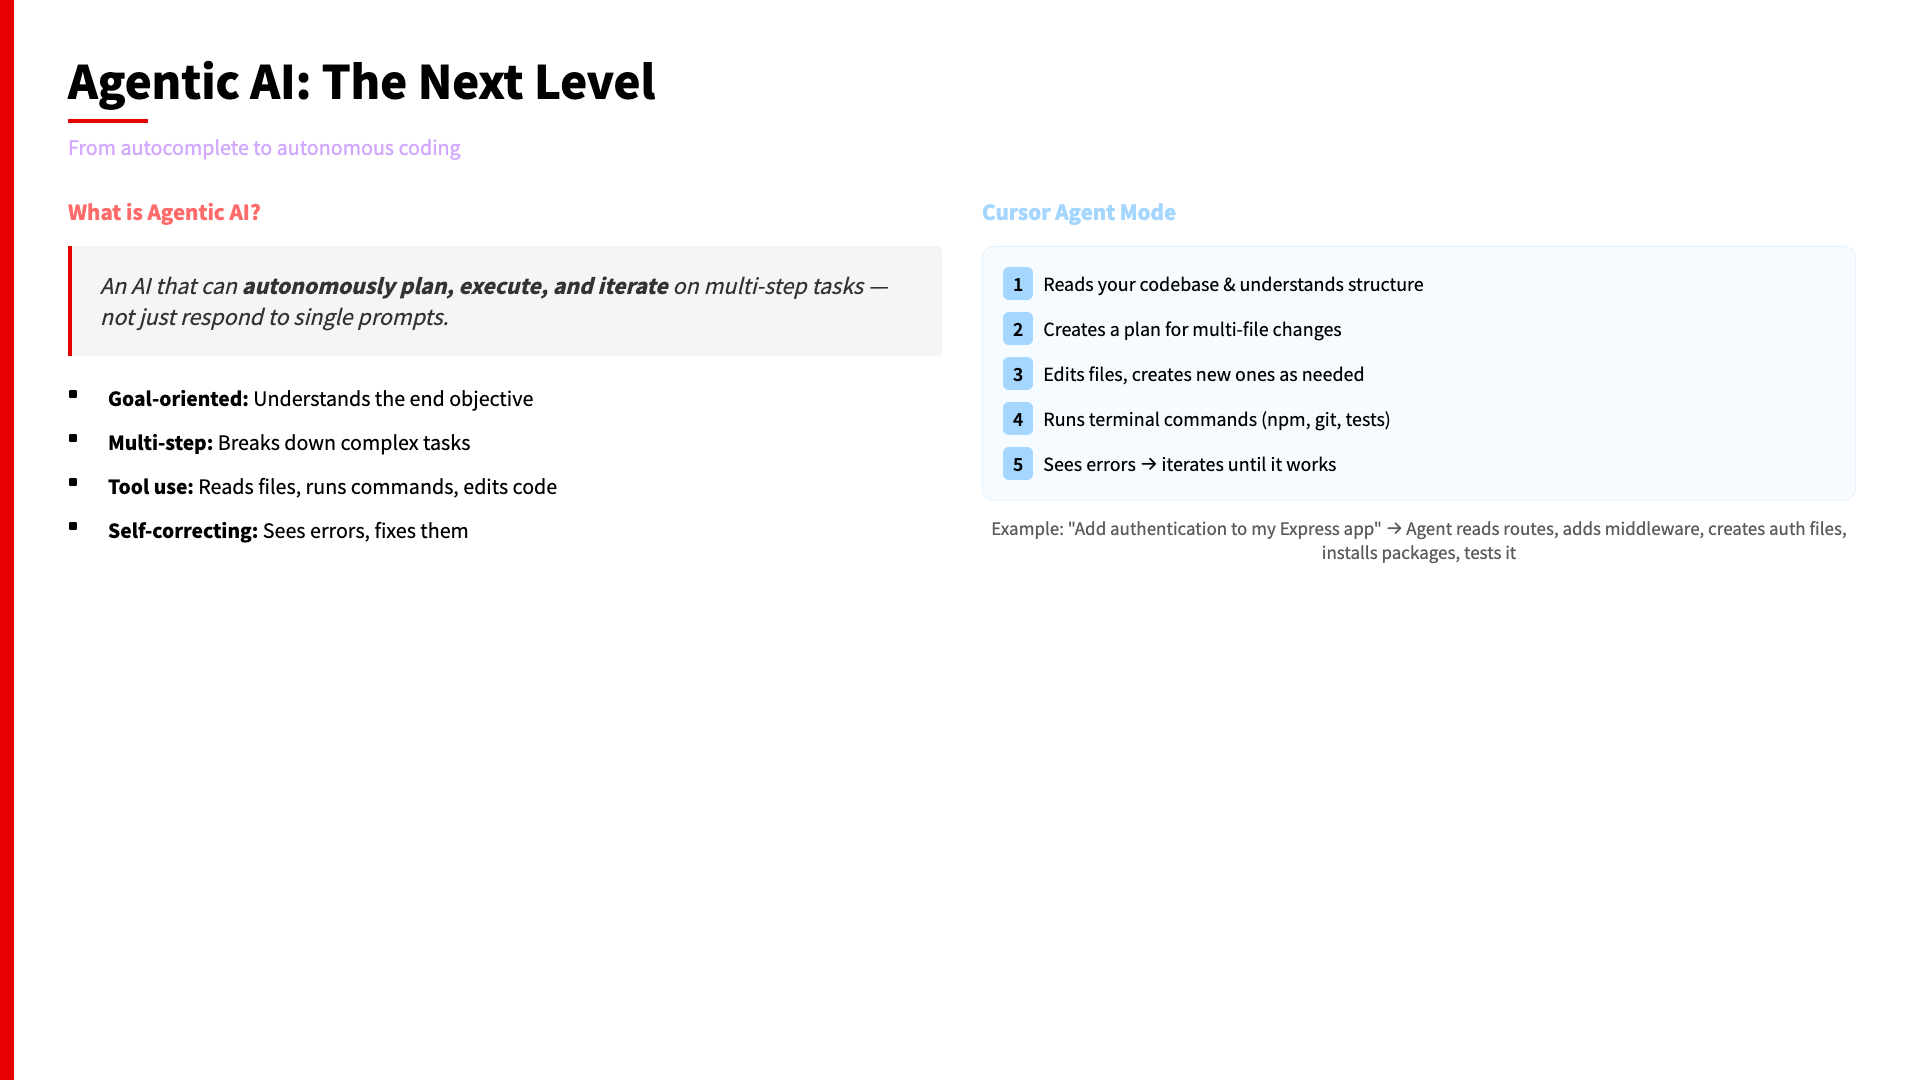 Agentic AI: The Next Level
From autocomplete to autonomous coding
What is Agentic AI?
An AI that can autonomously plan, execute, and iterate on multi-step tasks —
not just respond to single prompts.
Goal-oriented: Understands the end objective
Multi-step: Breaks down complex tasks
Tool use: Reads files, runs commands, edits code
Self-correcting: Sees errors, fixes them
Cursor Agent Mode
1 Reads your codebase & understands structure
2 Creates a plan for multi-file changes
3 Edits files, creates new ones as needed
4 Runs terminal commands (npm, git, tests)
5 Sees errors → iterates until it works
Example: "Add authentication to my Express app" → Agent reads routes, adds middleware, creates auth files,
installs packages, tests it